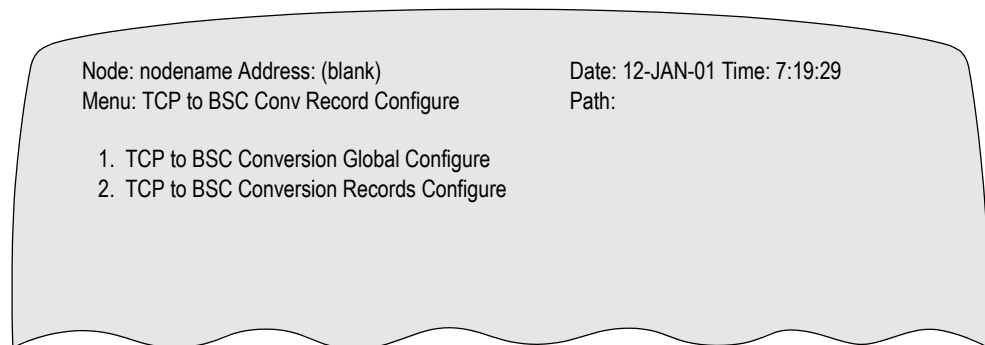 Node: nodename Address: (blank) Date: 12-JAN-01 Time: 7:19:29
Menu: TCP to BSC Conv Record Configure Path:
1. TCP to BSC Conversion Global Configure
2. TCP to BSC Conversion Records Configure